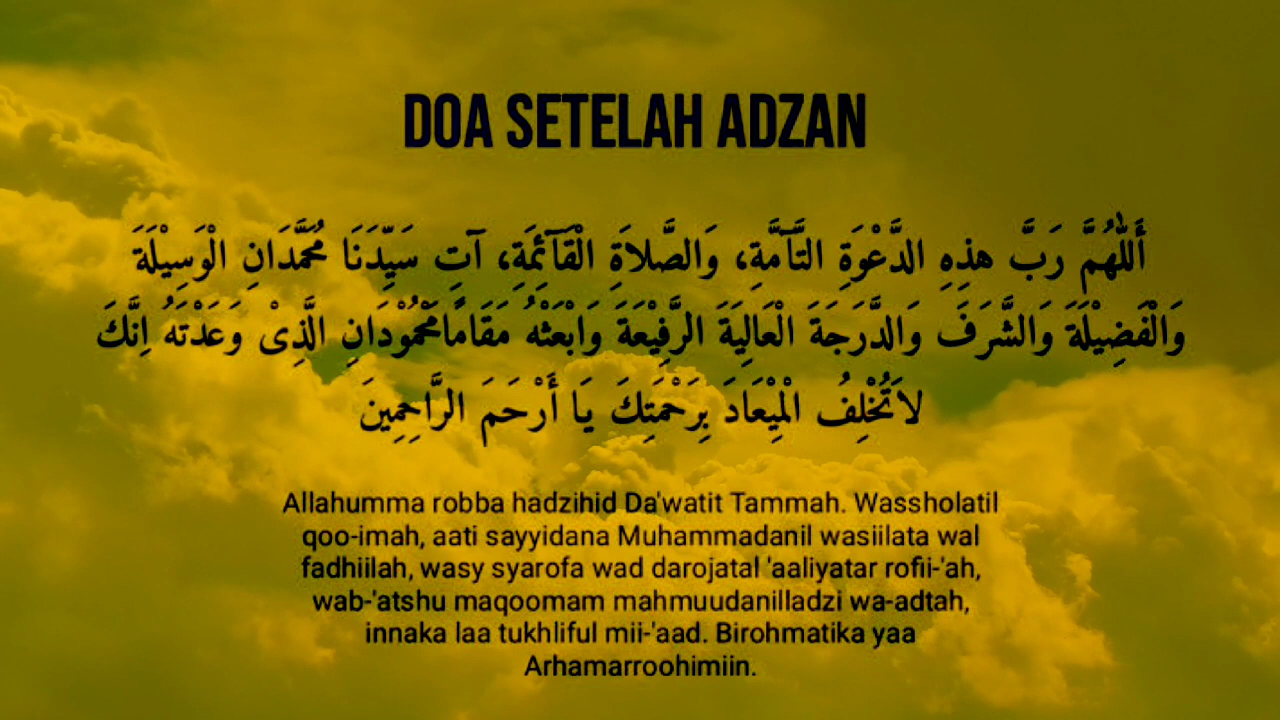 DOA SETELAH ADZAN
أَللّٰهُمَّ رَبَّ هذِهِ الدَّعْوَةِ التَّآمَّةِ، وَالصَّلاَةِ الْقَآئِمَةِ، آتِ سَيِّدَنَا مُحَمَّدَانِ الْوَسِيْلَةَ
وَالْفَضِيْلَةَ وَالشَّرَفَ وَالدَّرَجَةَ الْعَالِيَةَ الرَّفِيْعَةَ وَابْعَثْهُ مَقَامًامَحْمُوْدَانِ الَّذِىْ وَعَدْتَهُ اِنَّكَ
لاَتُخْلِفُ الْمِيْعَادَ بِرَحْمَتِكَ يَا أَرْحَمَ الرَّاحِمِينَ
Allahumma robba hadzihid Da'watit Tammah. Wassholatil
qoo-imah, aati sayyidana Muhammadanil wasiilata wal
fadhiilah, wasy syarofa wad darojatal 'aaliyatar rofii-'ah,
wab-'atshu maqoomam mahmuudanilladzi wa-adtah,
innaka laa tukhliful mii-'aad. Birohmatika yaa
Arhamarroohimiin.